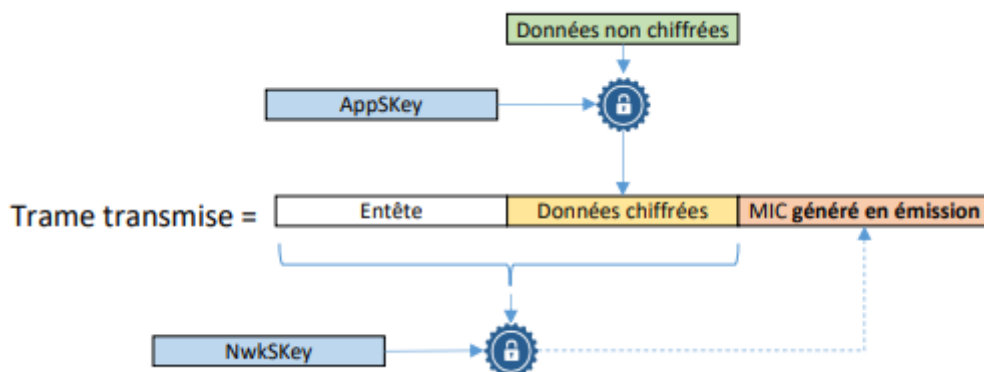 Données non chiffrées
AppSKey
Trame transmise =
Entête
Données chiffrées
MIC généré en émission
NwkSKey